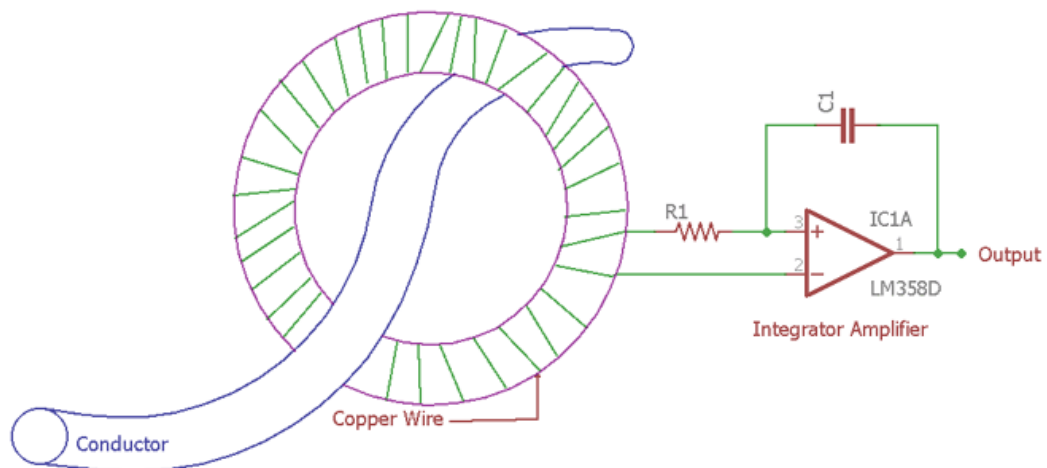 C1
R1
IC1A
3
+
1
Output
2
−
LM358D
Integrator Amplifier
Copper Wire
Conductor